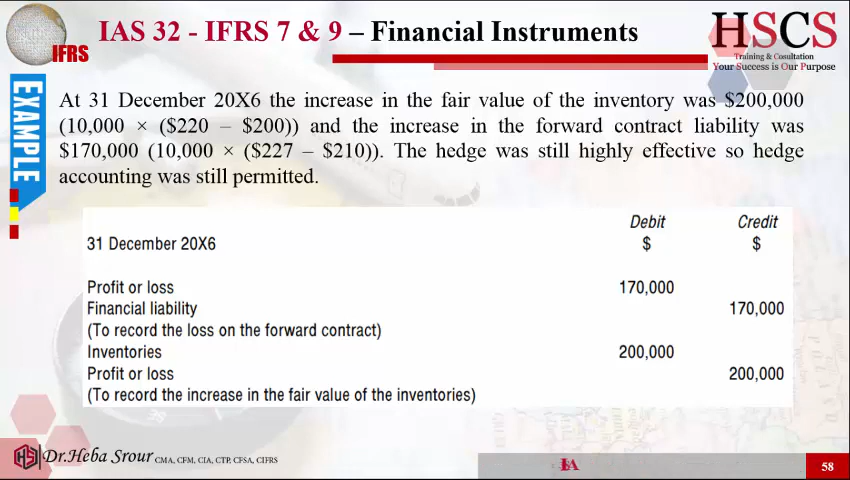 IAS 32 - IFRS 7 & 9 – Financial Instruments
IFRS
HSCS
Training & Cosultation
Your Success is Our Purpose
EXAMPLE
At 31 December 20X6 the increase in the fair value of the inventory was $200,000
(10,000 × ($220 – $200)) and the increase in the forward contract liability was
$170,000 (10,000 × ($227 – $210)). The hedge was still highly effective so hedge
accounting was still permitted.
Debit Credit
31 December 20X6 $ $
Profit or loss 170,000
Financial liability 170,000
(To record the loss on the forward contract)
Inventories 200,000
Profit or loss 200,000
(To record the increase in the fair value of the inventories)
Dr.Heba Srour CMA, CFM, CIA, CTP, CFSA, CIFRS
58